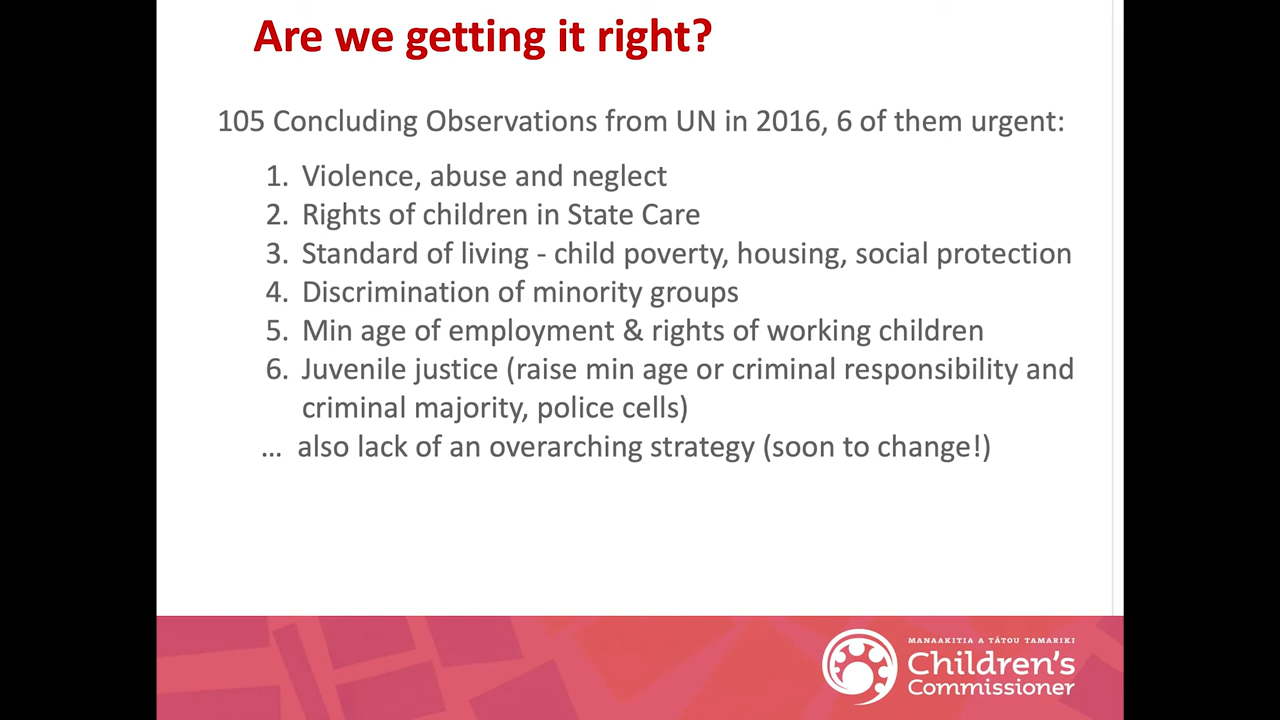 Are we getting it right?
105 Concluding Observations from UN in 2016, 6 of them urgent:
1. Violence, abuse and neglect
2. Rights of children in State Care
3. Standard of living - child poverty, housing, social protection
4. Discrimination of minority groups
5. Min age of employment & rights of working children
6. Juvenile justice (raise min age or criminal responsibility and
criminal majority, police cells)
... also lack of an overarching strategy (soon to change!)
MANAAKITIA A TĀTOU TAMARIKI
Children's
Commissioner